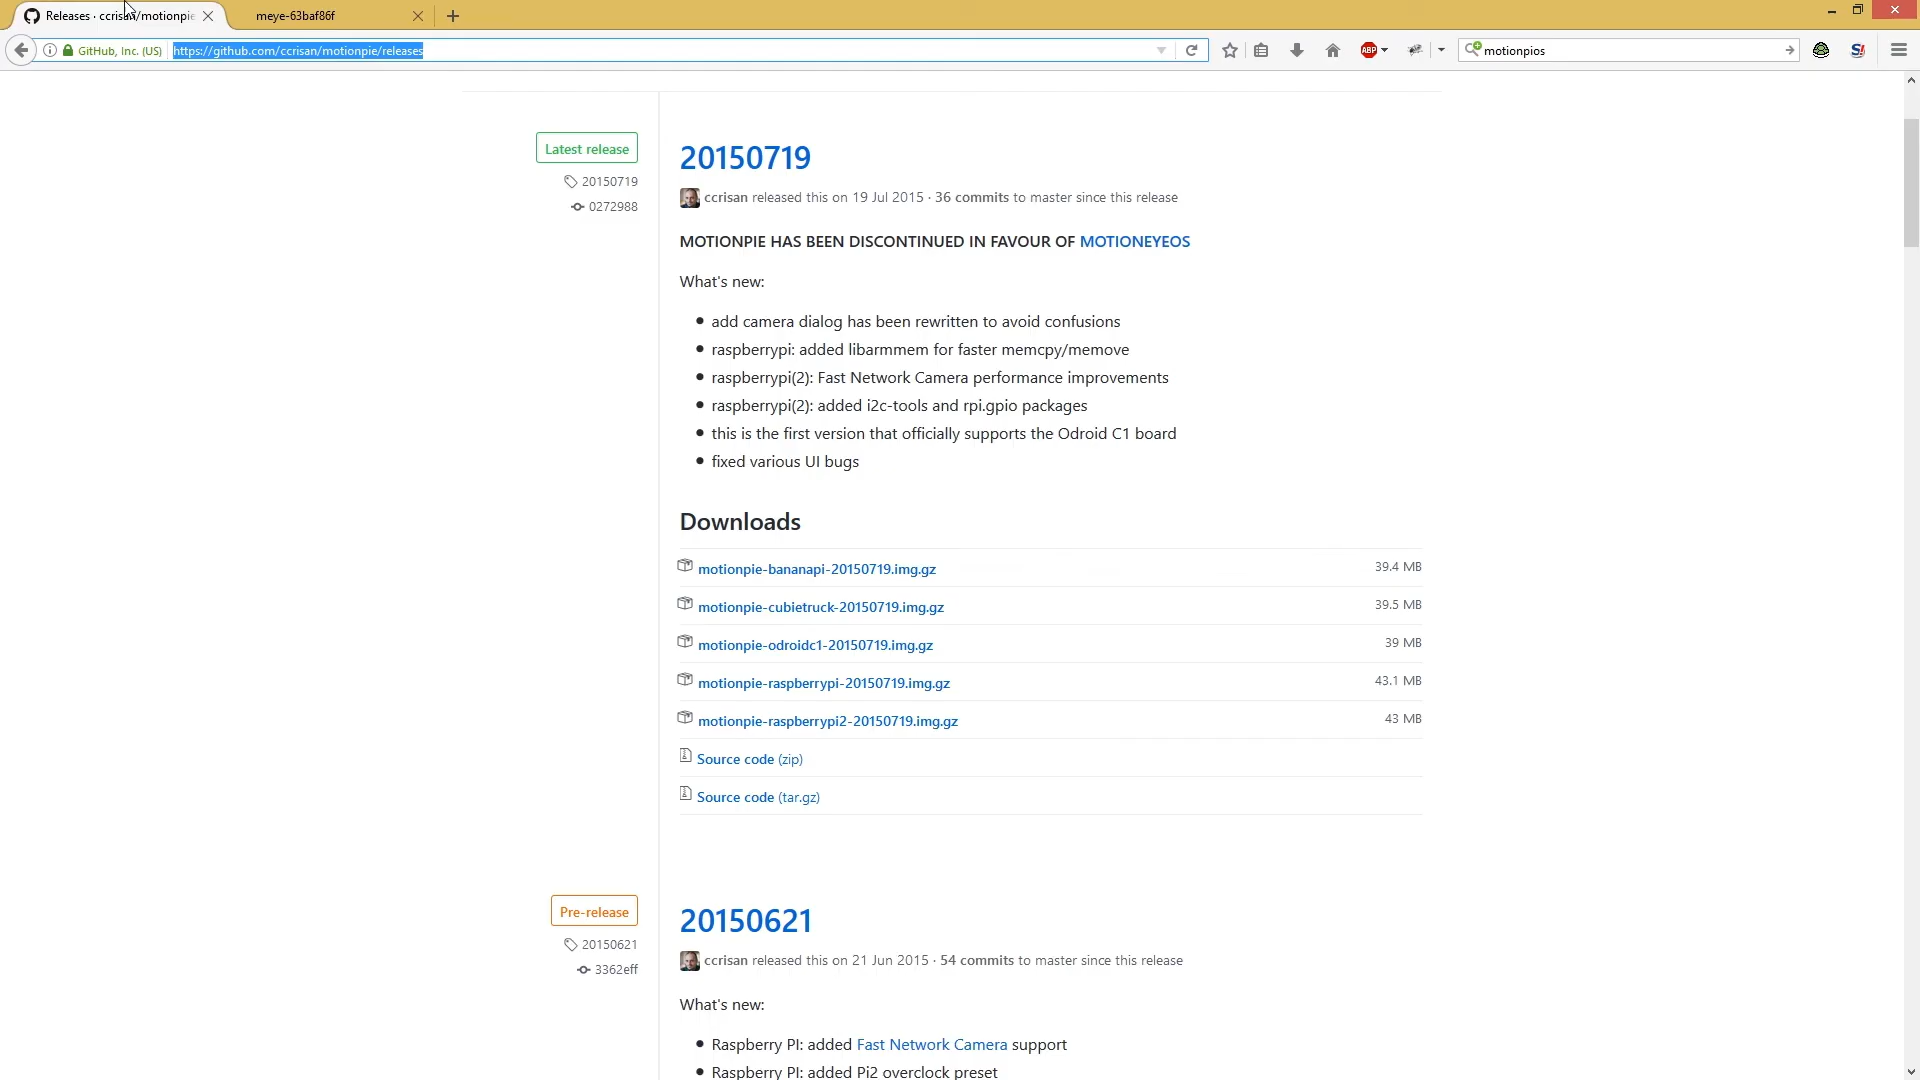 Releases · ccrisan/motionpie
meye-63baf86f
GitHub, Inc. (US)
https://github.com/ccrisan/motionpie/releases
ABP
motionpios
Latest release
20150719
0272988
20150719
ccrisan released this on 19 Jul 2015 · 36 commits to master since this release
MOTIONPIE HAS BEEN DISCONTINUED IN FAVOUR OF MOTIONEYEOS
What's new:
add camera dialog has been rewritten to avoid confusions
raspberrypi: added libarmmem for faster memcpy/memove
raspberrypi(2): Fast Network Camera performance improvements
raspberrypi(2): added i2c-tools and rpi.gpio packages
this is the first version that officially supports the Odroid C1 board
fixed various UI bugs
Downloads
motionpie-bananapi-20150719.img.gz 39.4 MB
motionpie-cubietruck-20150719.img.gz 39.5 MB
motionpie-odroidc1-20150719.img.gz 39 MB
motionpie-raspberrypi-20150719.img.gz 43.1 MB
motionpie-raspberrypi2-20150719.img.gz 43 MB
Source code (zip)
Source code (tar.gz)
Pre-release
20150621
3362eff
20150621
ccrisan released this on 21 Jun 2015 · 54 commits to master since this release
What's new:
Raspberry PI: added Fast Network Camera support
Raspberry PI: added Pi2 overclock preset